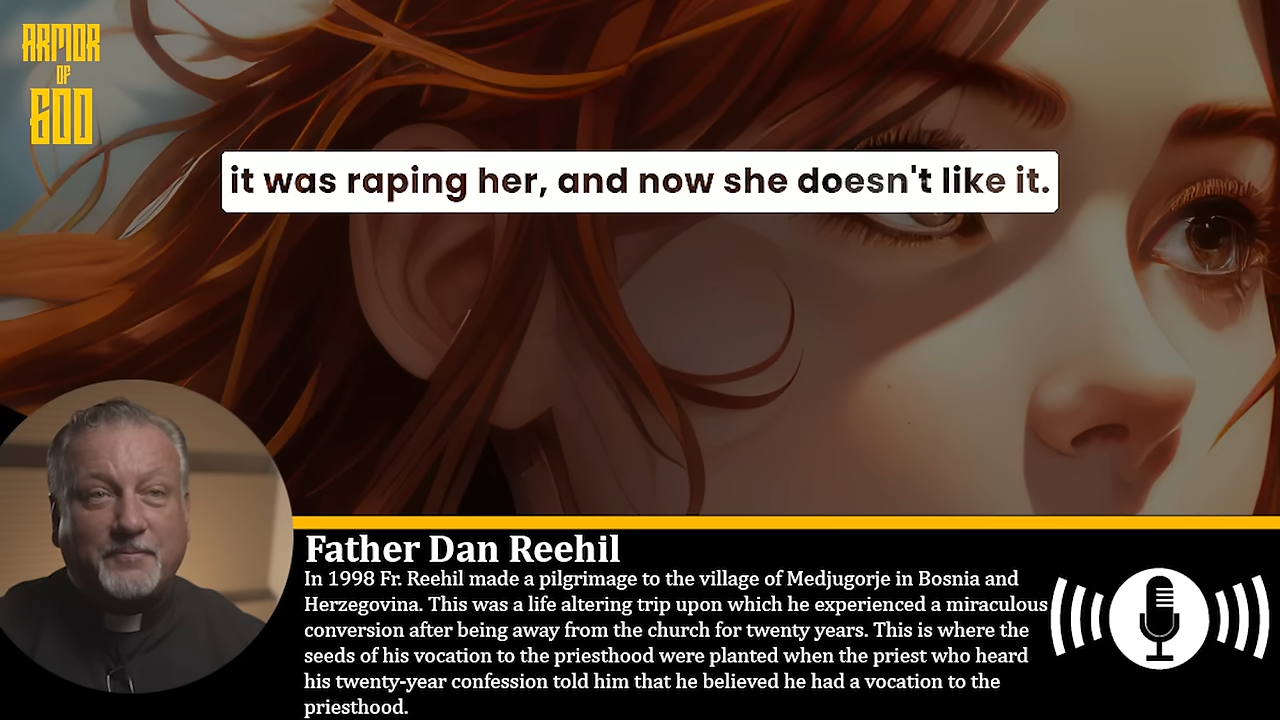 ARMOR
OF
GOD
it was raping her, and now she doesn't like it.
Father Dan Reehil
In 1998 Fr. Reehil made a pilgrimage to the village of Medjugorje in Bosnia and
Herzegovina. This was a life altering trip upon which he experienced a miraculous
conversion after being away from the church for twenty years. This is where the
seeds of his vocation to the priesthood were planted when the priest who heard
his twenty-year confession told him that he believed he had a vocation to the
priesthood.